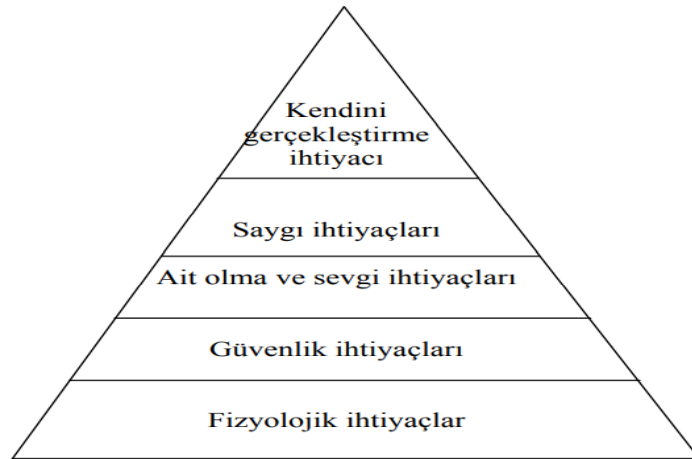 Kendini
gerçekleştirme
ihtiyacı
Saygı ihtiyaçları
Ait olma ve sevgi ihtiyaçları
Güvenlik ihtiyaçları
Fizyolojik ihtiyaçlar